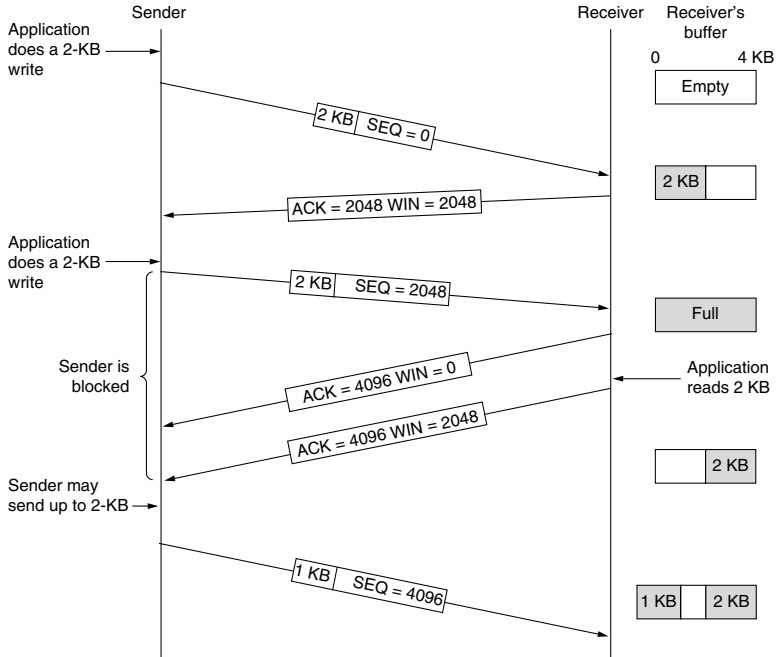 Sender
Receiver
Receiver's
buffer
Application
does a 2-KB
write
0
4 KB
Empty
2 KB
SEQ = 0
2 KB
ACK = 2048 WIN = 2048
Application
does a 2-KB
write
2 KB
SEQ = 2048
Full
Sender is
blocked
Application
reads 2 KB
ACK = 4096 WIN = 0
ACK = 4096 WIN = 2048
2 KB
Sender may
send up to 2-KB
1 KB
SEQ = 4096
1 KB
2 KB